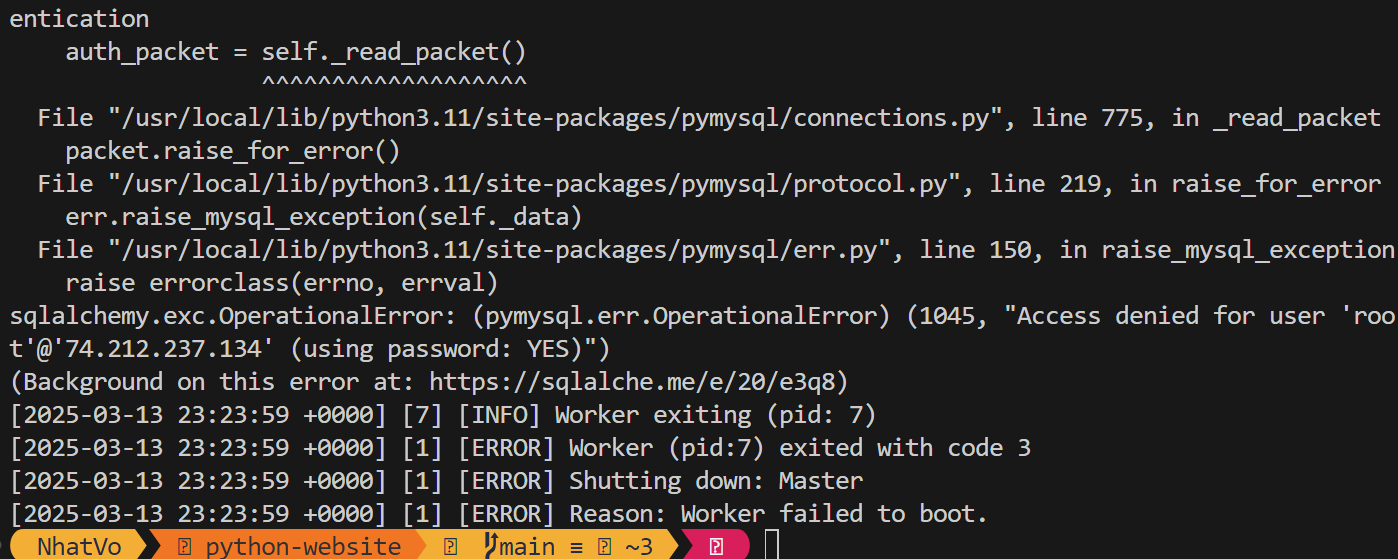 entication
    auth_packet = self._read_packet()
                  ^^^^^^^^^^^^^^^^^^^
  File "/usr/local/lib/python3.11/site-packages/pymysql/connections.py", line 775, in _read_packet
    packet.raise_for_error()
  File "/usr/local/lib/python3.11/site-packages/pymysql/protocol.py", line 219, in raise_for_error
    err.raise_mysql_exception(self._data)
  File "/usr/local/lib/python3.11/site-packages/pymysql/err.py", line 150, in raise_mysql_exception
    raise errorclass(errno, errval)
sqlalchemy.exc.OperationalError: (pymysql.err.OperationalError) (1045, "Access denied for user 'roo
t'@'74.212.237.134' (using password: YES)")
(Background on this error at: https://sqlalche.me/e/20/e3q8)
[2025-03-13 23:23:59 +0000] [7] [INFO] Worker exiting (pid: 7)
[2025-03-13 23:23:59 +0000] [1] [ERROR] Worker (pid:7) exited with code 3
[2025-03-13 23:23:59 +0000] [1] [ERROR] Shutting down: Master
[2025-03-13 23:23:59 +0000] [1] [ERROR] Reason: Worker failed to boot.
NhatVo python-website main ≡ ~3